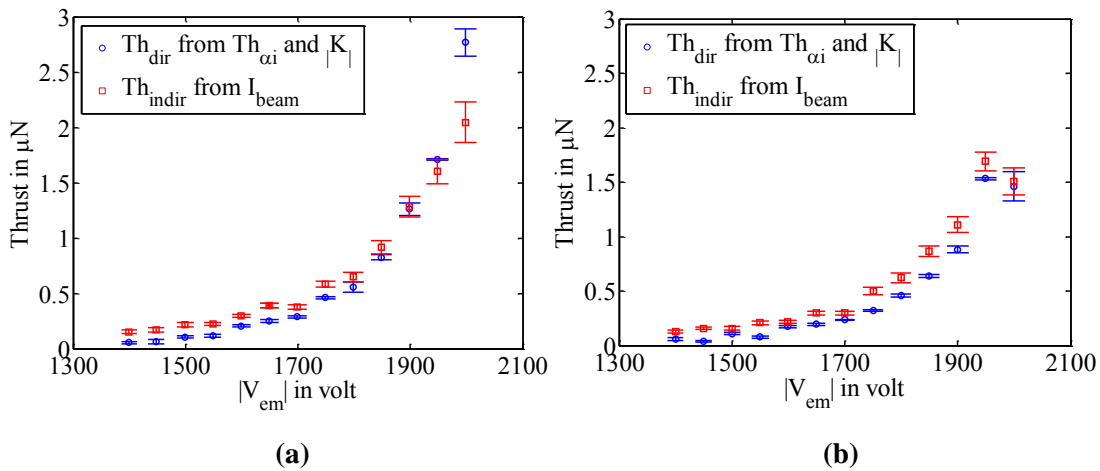 3
2.5
2
1.5
1
0.5
0
Thrust in μN
Th_dir from Th_αi and |K|
Th_indir from I_beam
1300 1500 1700 1900 2100
|V_em| in volt
(a)
3
2.5
2
1.5
1
0.5
0
Thrust in μN
Th_dir from Th_αi and |K|
Th_indir from I_beam
1300 1500 1700 1900 2100
|V_em| in volt
(b)